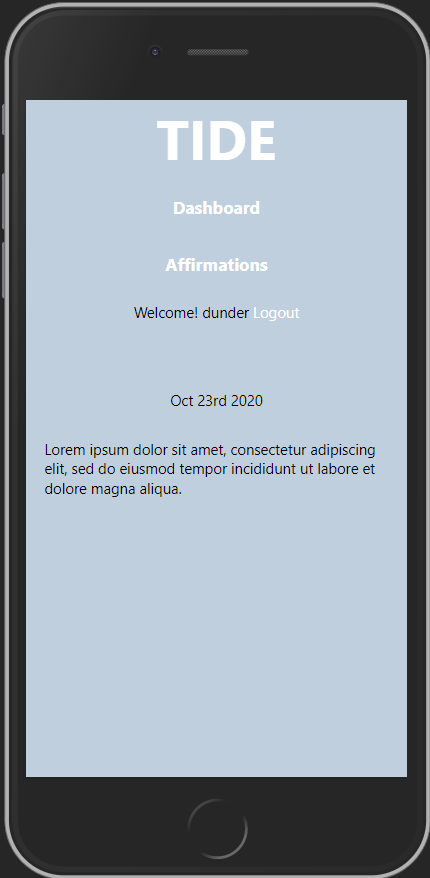 TIDE
Dashboard
Affirmations
Welcome! dunder Logout
Oct 23rd 2020
Lorem ipsum dolor sit amet, consectetur adipiscing
elit, sed do eiusmod tempor incididunt ut labore et
dolore magna aliqua.